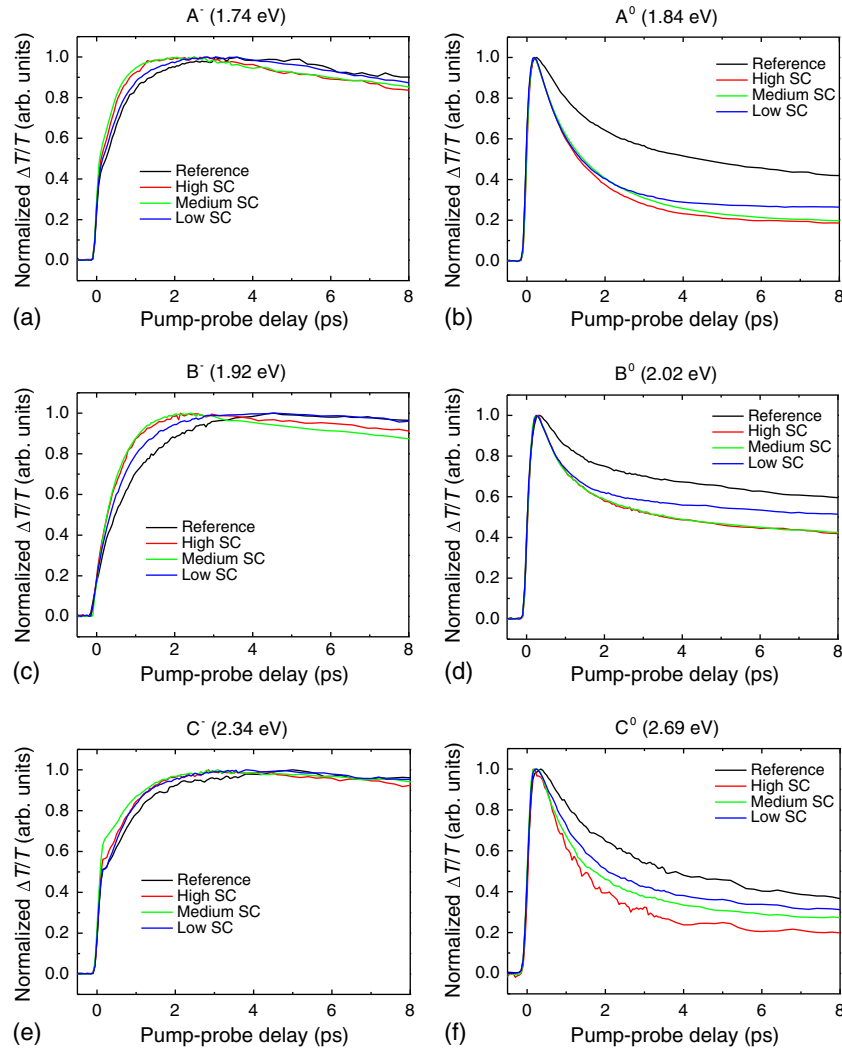 A⁻ (1.74 eV)
Normalized ΔT/T (arb. units)
1.0
0.8
0.6
0.4
0.2
0.0
Reference
High SC
Medium SC
Low SC
0 2 4 6 8
(a) Pump-probe delay (ps)
A⁰ (1.84 eV)
Normalized ΔT/T (arb. units)
1.0
0.8
0.6
0.4
0.2
0.0
Reference
High SC
Medium SC
Low SC
0 2 4 6 8
(b) Pump-probe delay (ps)
B⁻ (1.92 eV)
Normalized ΔT/T (arb. units)
1.0
0.8
0.6
0.4
0.2
0.0
Reference
High SC
Medium SC
Low SC
0 2 4 6 8
(c) Pump-probe delay (ps)
B⁰ (2.02 eV)
Normalized ΔT/T (arb. units)
1.0
0.8
0.6
0.4
0.2
0.0
Reference
High SC
Medium SC
Low SC
0 2 4 6 8
(d) Pump-probe delay (ps)
C⁻ (2.34 eV)
Normalized ΔT/T (arb. units)
1.0
0.8
0.6
0.4
0.2
0.0
Reference
High SC
Medium SC
Low SC
0 2 4 6 8
(e) Pump-probe delay (ps)
C⁰ (2.69 eV)
Normalized ΔT/T (arb. units)
1.0
0.8
0.6
0.4
0.2
0.0
Reference
High SC
Medium SC
Low SC
0 2 4 6 8
(f) Pump-probe delay (ps)